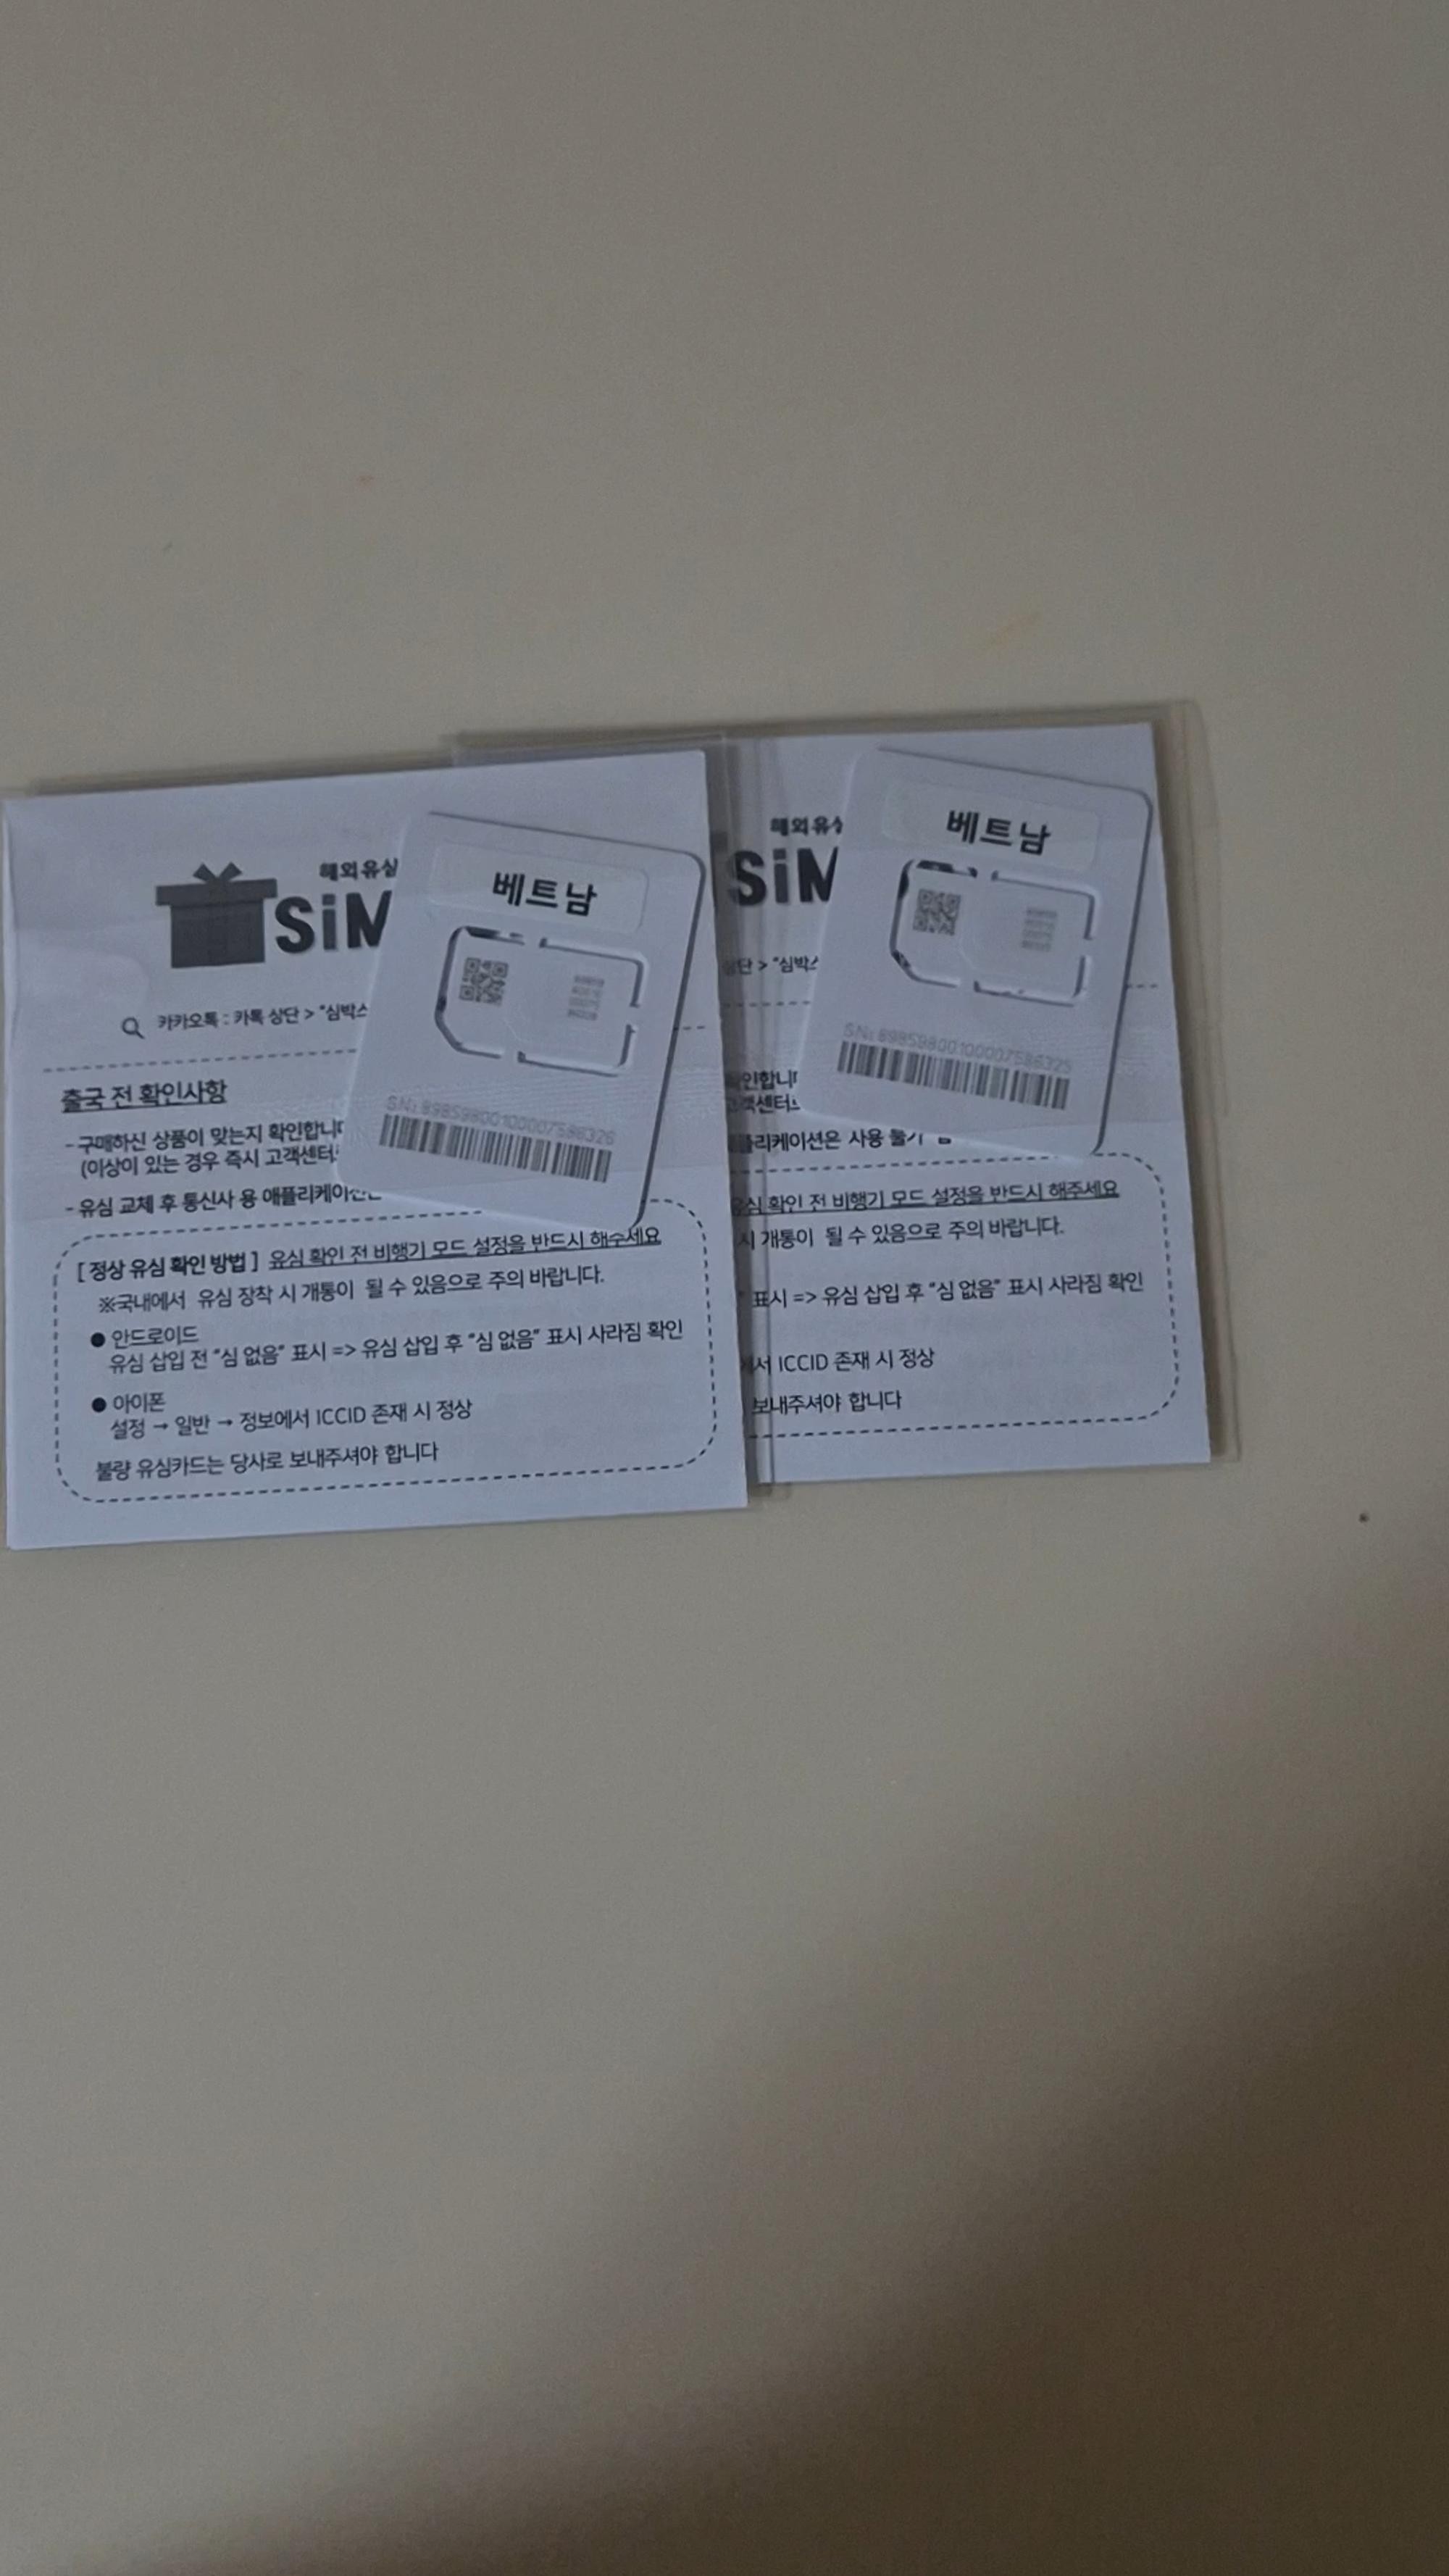 해외유심
SiM
카카오톡 : 카톡 상단 > "심박스
출국 전 확인사항
- 구매하신 상품이 맞는지 확인합니다
(이상이 있는 경우 즉시 고객센터
- 유심 교체 후 통신사 용 애플리케이션은
[ 정상 유심 확인 방법 ] 유심 확인 전 비행기 모드 설정을 반드시 해주세요
※국내에서 유심 장착 시 개통이 될 수 있음으로 주의 바랍니다.
● 안드로이드
유심 삽입 전 "심 없음" 표시 => 유심 삽입 후 "심 없음" 표시 사라짐 확인
● 아이폰
설정 → 일반 → 정보에서 ICCID 존재 시 정상
불량 유심카드는 당사로 보내주셔야 합니다
베트남
SN: 89859800100007586326
해외유심
SiM
상단 > "심박스
확인합니다
고객센터
애플리케이션은 사용 불가
유심 확인 전 비행기 모드 설정을 반드시 해주세요
시 개통이 될 수 있음으로 주의 바랍니다.
표시 => 유심 삽입 후 "심 없음" 표시 사라짐 확인
에서 ICCID 존재 시 정상
보내주셔야 합니다
베트남
SN: 89859800100007586325